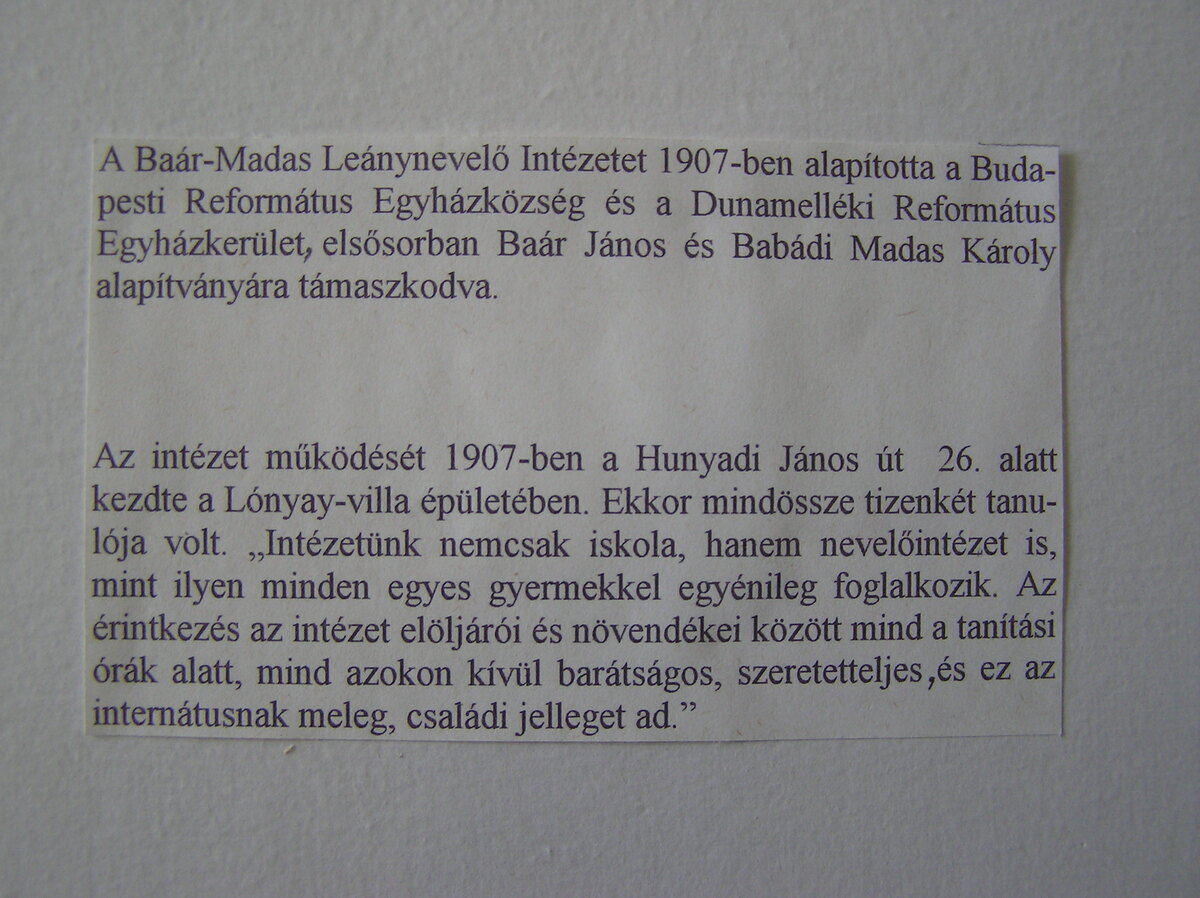 A Baár-Madas Leánynevelő Intézetet 1907-ben alapította a Buda-
pesti Református Egyházközség és a Dunamelléki Református
Egyházkerület, elsősorban Baár János és Babádi Madas Károly
alapítványára támaszkodva.
Az intézet működését 1907-ben a Hunyadi János út 26. alatt
kezdte a Lónyay-villa épületében. Ekkor mindössze tizenkét tanu-
lója volt. „Intézetünk nemcsak iskola, hanem nevelőintézet is,
mint ilyen minden egyes gyermekkel egyénileg foglalkozik. Az
érintkezés az intézet elöljárói és növendékei között mind a tanítási
órák alatt, mind azokon kívül barátságos, szeretetteljes,és ez az
internátusnak meleg, családi jelleget ad.”